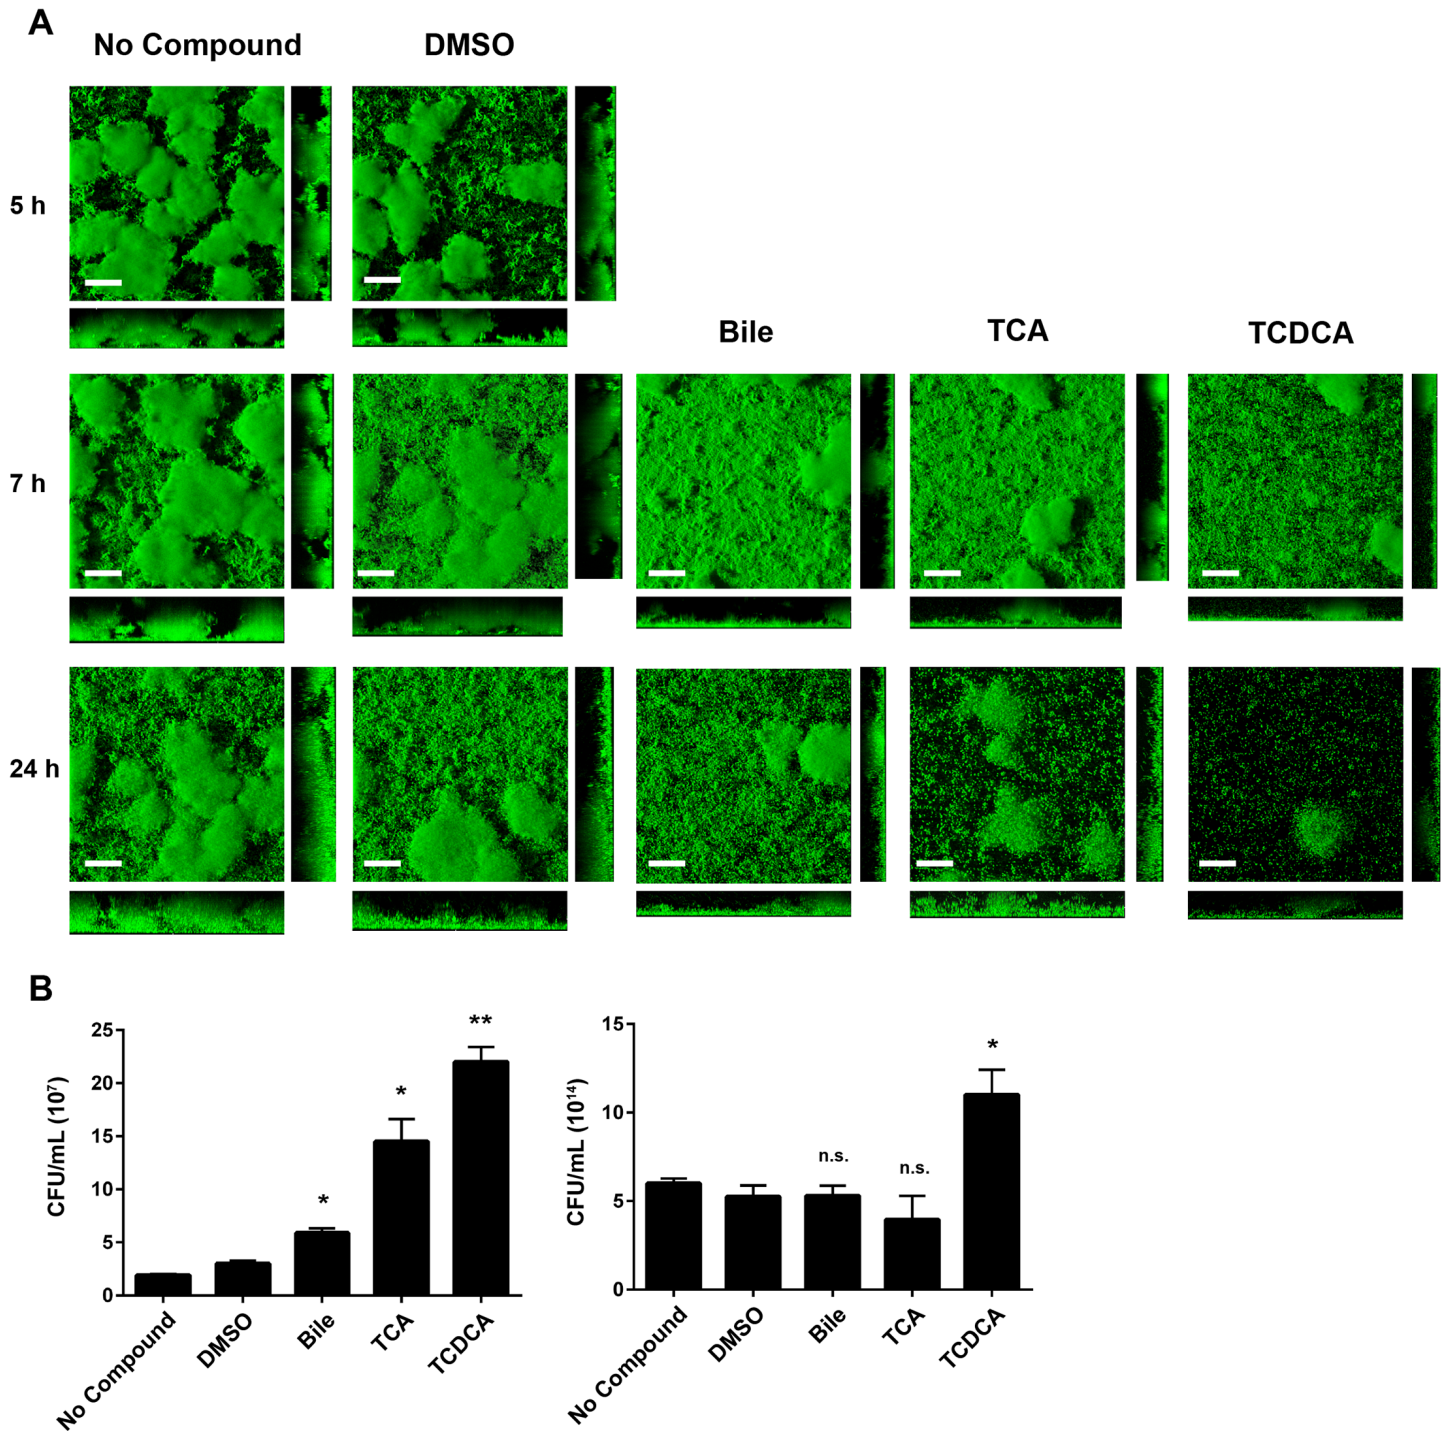 A
No Compound
DMSO
5 h
Bile
TCA
TCDCA
7 h
24 h
B
25
20
15
10
5
0
CFU/mL (10⁷)
*
*
**
No Compound
DMSO
Bile
TCA
TCDCA
15
10
5
0
CFU/mL (10¹⁴)
n.s.
n.s.
*
No Compound
DMSO
Bile
TCA
TCDCA